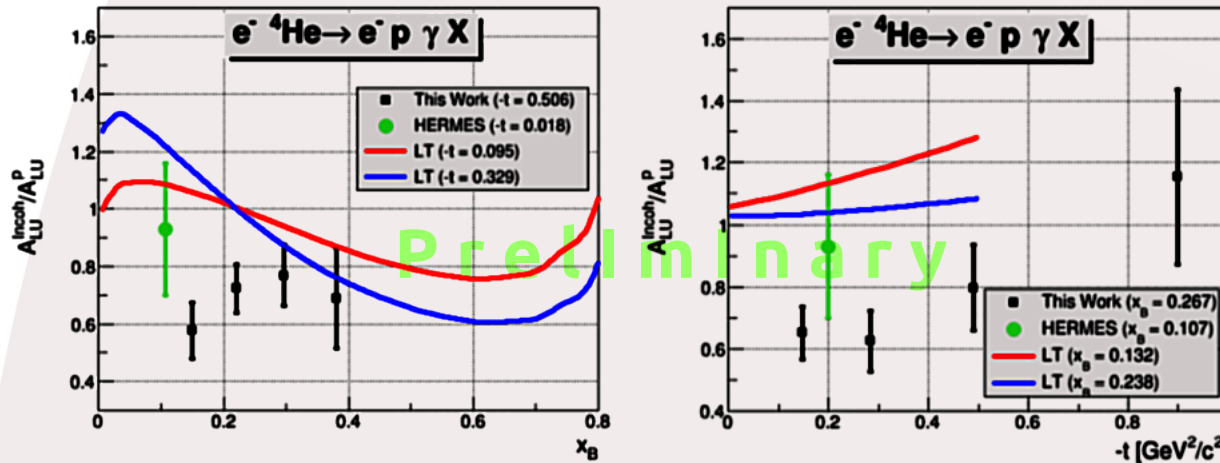 e⁻ ⁴He→ e⁻ p γ X
This Work (-t = 0.506)
HERMES (-t = 0.018)
LT (-t = 0.095)
LT (-t = 0.329)
1.6
1.4
1.2
1
0.8
0.6
0.4
0 0.2 0.4 0.6 0.8
x_B
A_LU^Incoh/A_LU^p
e⁻ ⁴He→ e⁻ p γ X
This Work (x_B = 0.267)
HERMES (x_B = 0.107)
LT (x_B = 0.132)
LT (x_B = 0.238)
1.6
1.4
1.2
1
0.8
0.6
0.4
0 0.2 0.4 0.6 0.8
-t [GeV²/c²
A_LU^Incoh/A_LU^p
PrelIminary